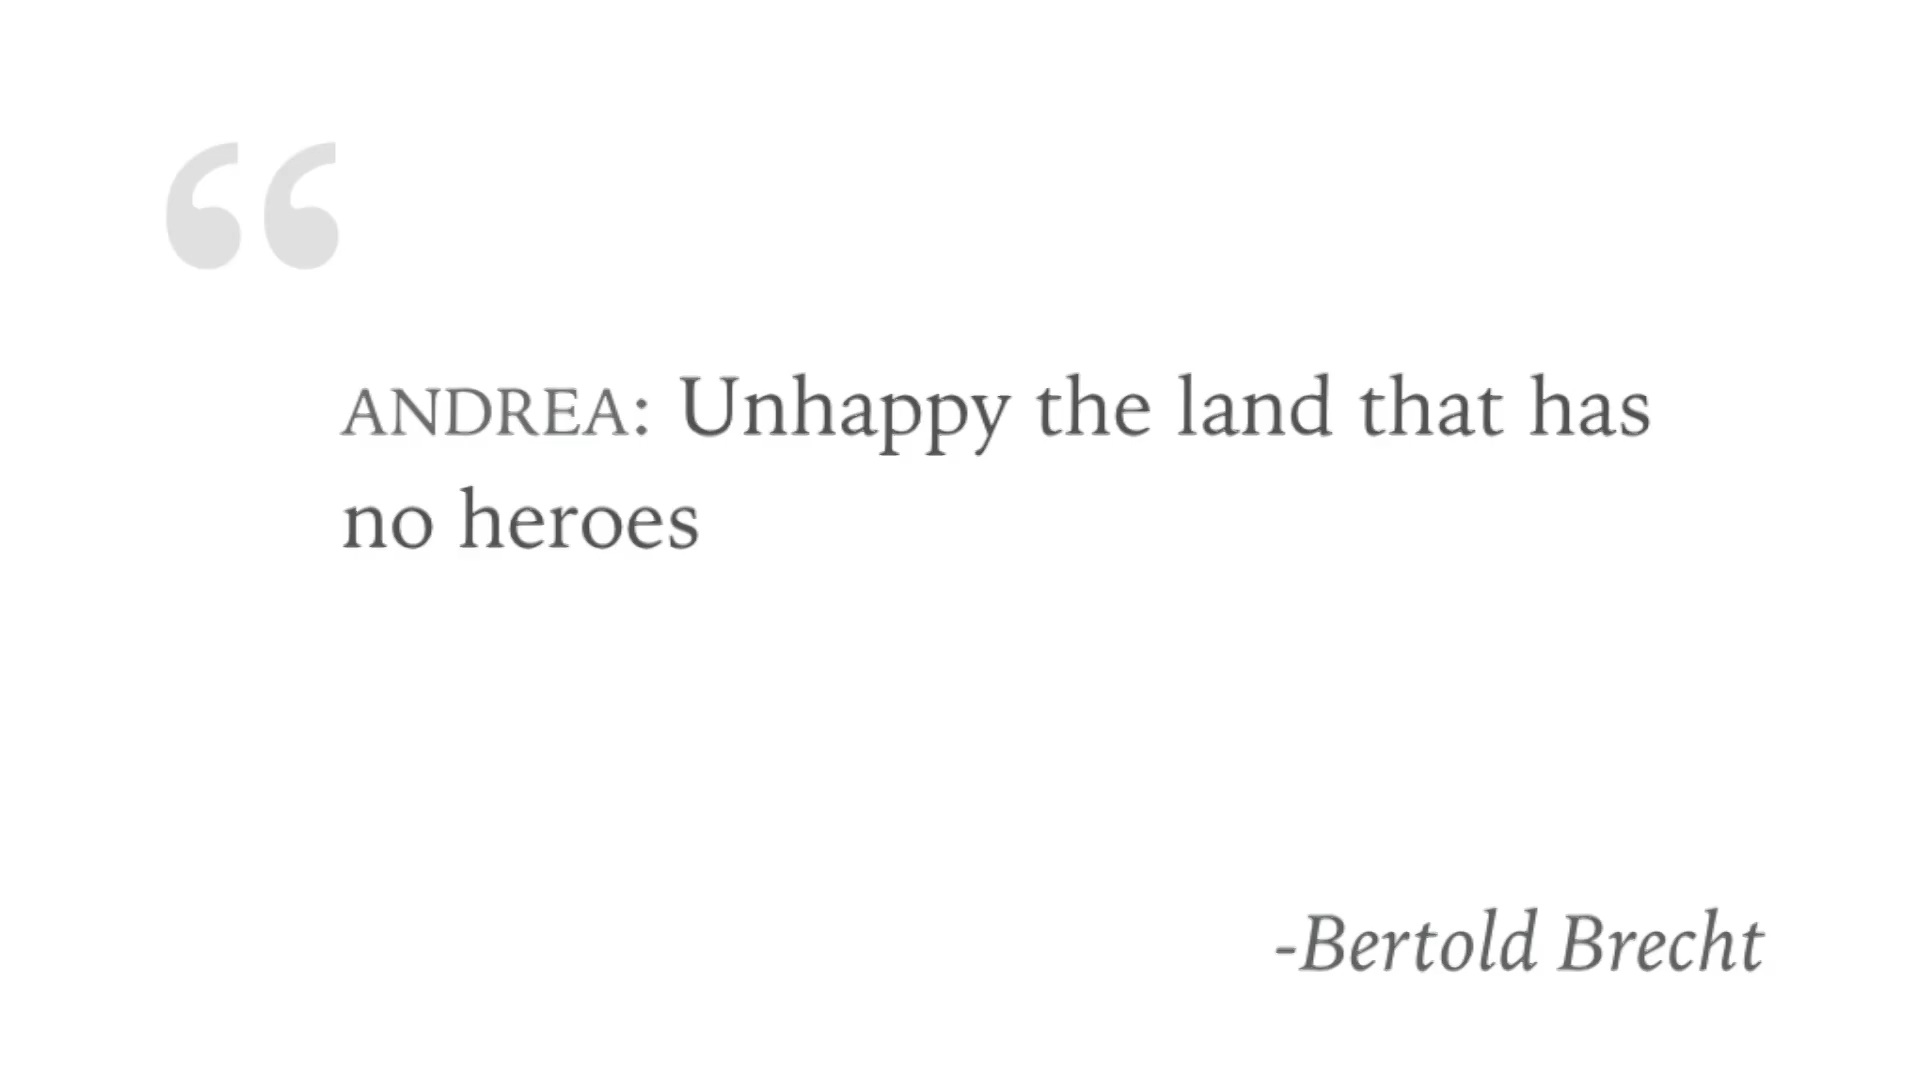 “
ANDREA: Unhappy the land that has
no heroes
-Bertold Brecht